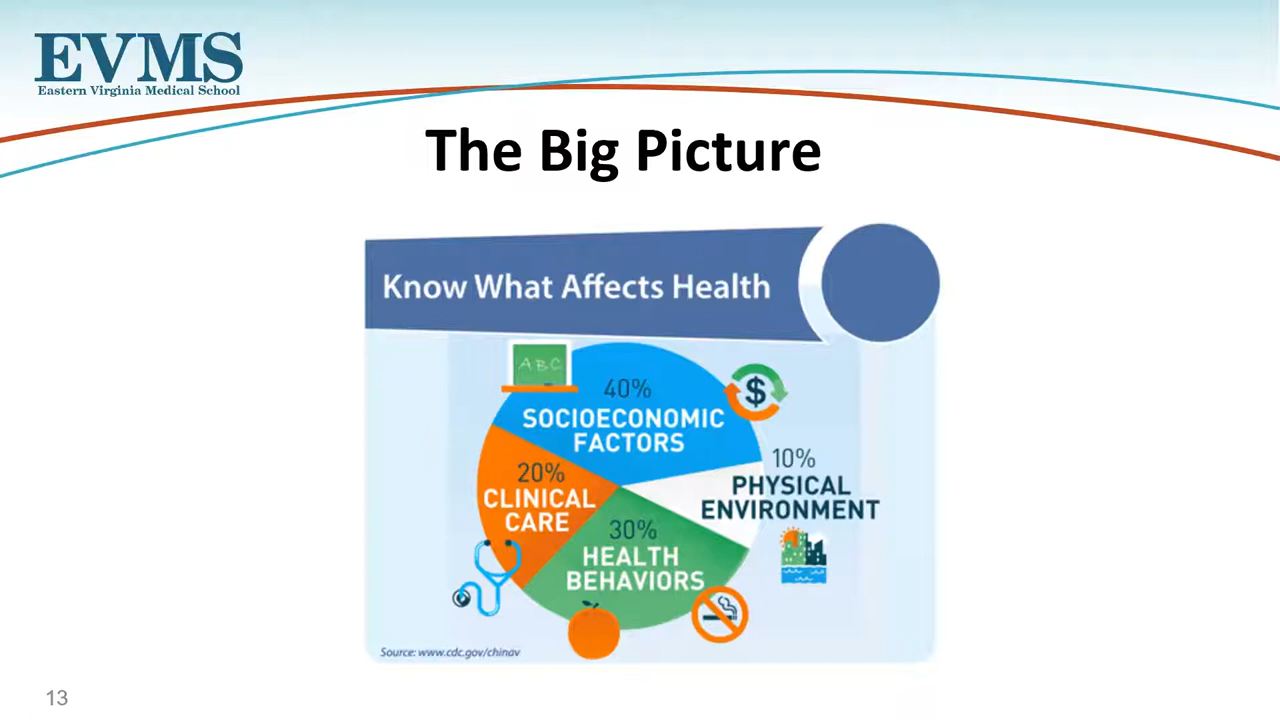 EVMS
Eastern Virginia Medical School
The Big Picture
Know What Affects Health
ABC
40%
SOCIOECONOMIC
FACTORS
$
10%
PHYSICAL
ENVIRONMENT
20%
CLINICAL
CARE
30%
HEALTH
BEHAVIORS
Source: www.cdc.gov/chinav
13